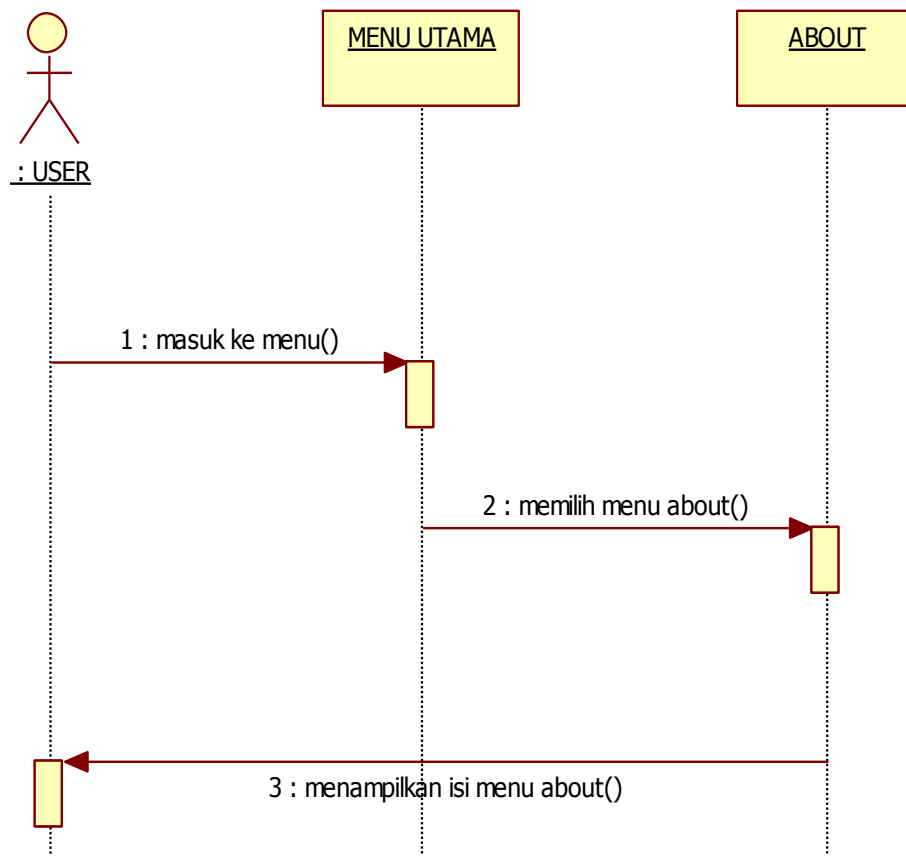 MENU UTAMA
ABOUT
: USER
1 : masuk ke menu()
2 : memilih menu about()
3 : menampilkan isi menu about()